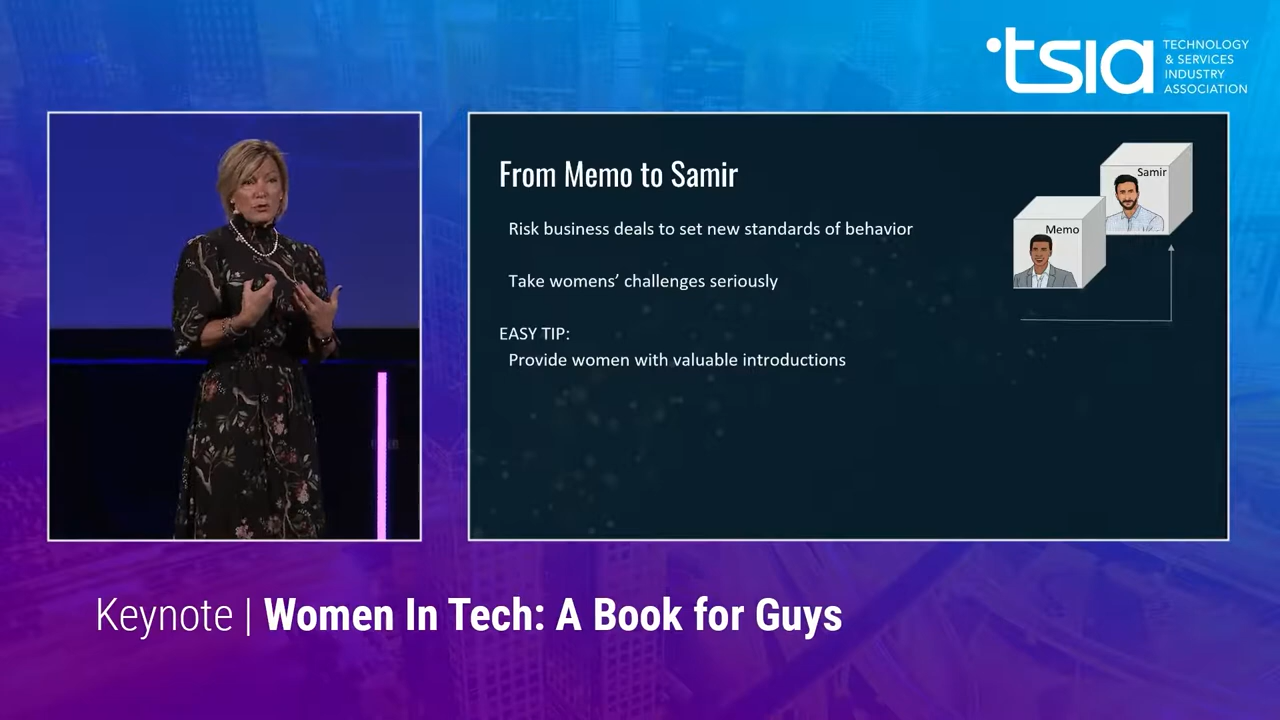 tsia
TECHNOLOGY
& SERVICES
INDUSTRY
ASSOCIATION
From Memo to Samir
Samir
Memo
Risk business deals to set new standards of behavior
Take womens’ challenges seriously
EASY TIP:
Provide women with valuable introductions
Keynote | Women In Tech: A Book for Guys